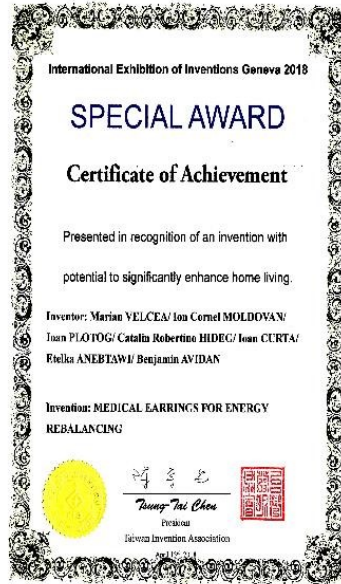 International Exhibition of Inventions Geneva 2018
SPECIAL AWARD
Certificate of Achievement
Presented in recognition of an invention with
potential to significantly enhance home living.
Inventor: Marian VELCEA/ Ion Cornel MOLDOVAN/
Ioan PLOTOG/ Catalin Robertino HIDEG/ Ioan CURTA/
Etelka ANEBTAWI/ Benjamin AVIDAN
Invention: MEDICAL EARRINGS FOR ENERGY
REBALANCING
Tsung-Tai Chen
President
Taiwan Invention Association